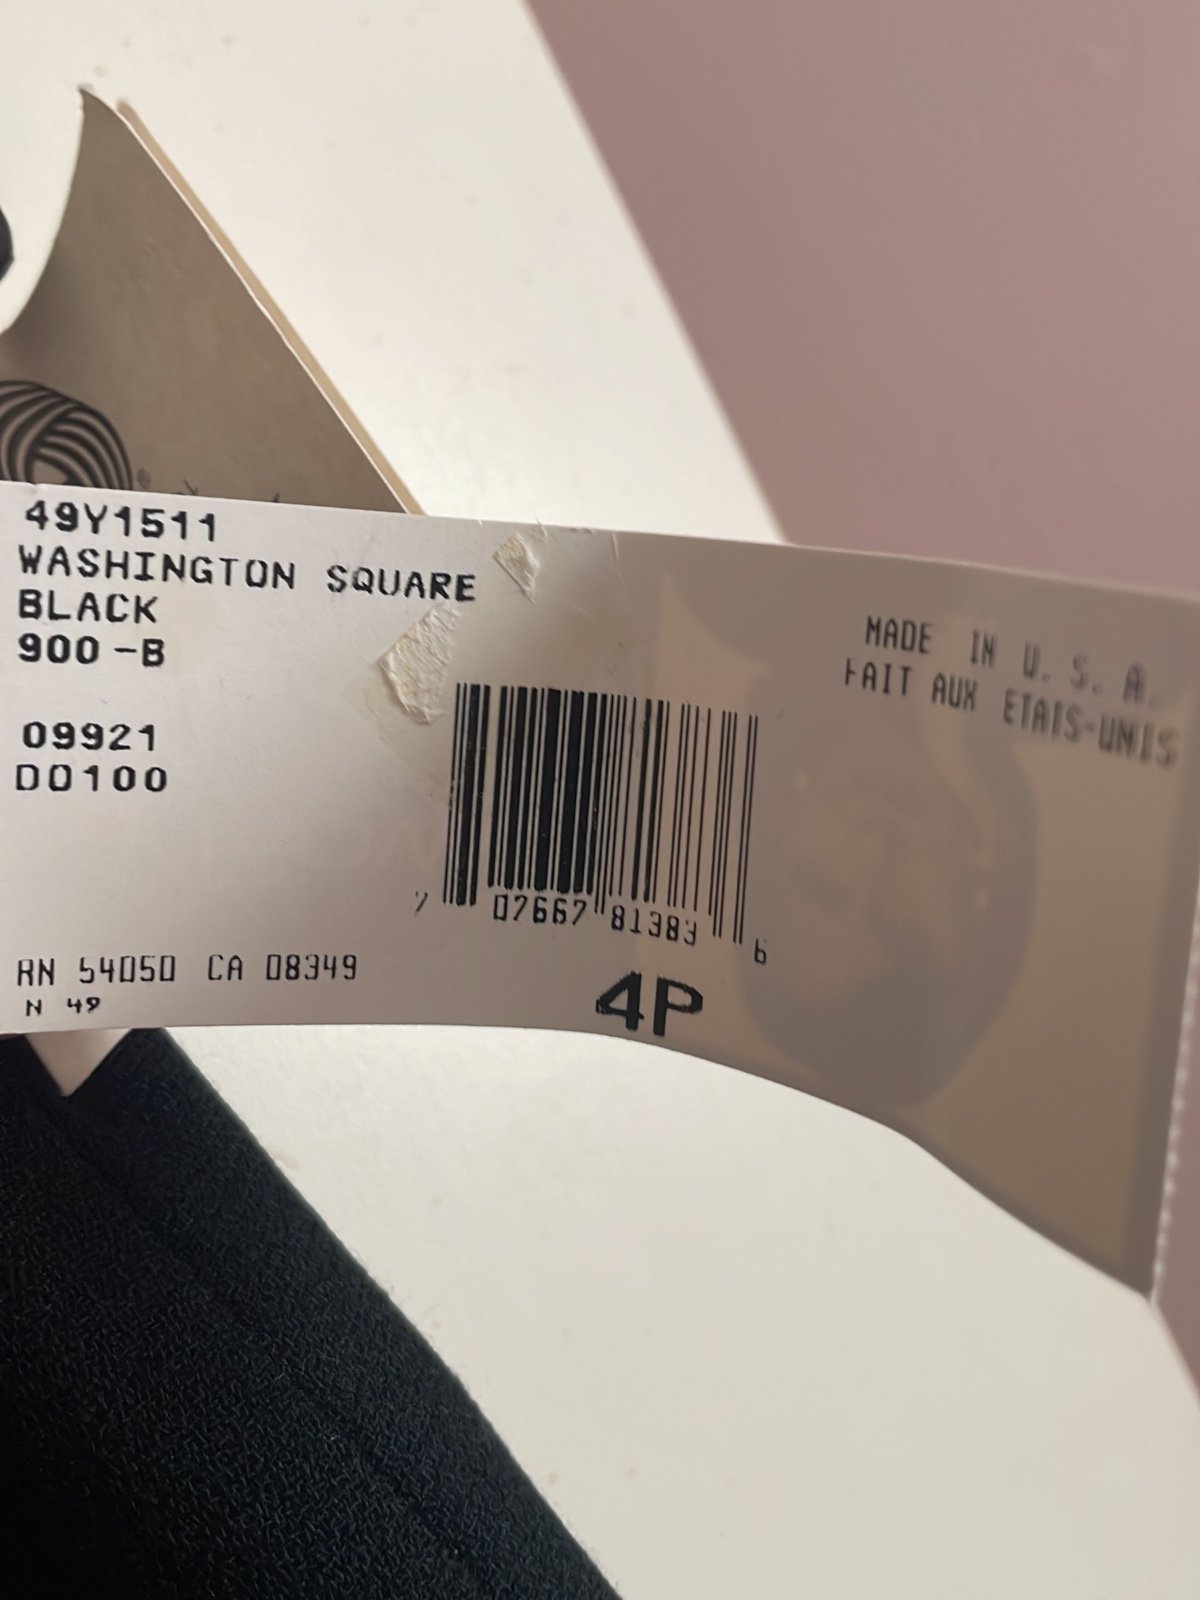 49Y1511
WASHINGTON SQUARE
BLACK
900-B
09921
D0100
MADE IN U. S. A.
FAIT AUX ETATS-UNIS
7 07667 81383 6
RN 54050 CA 08349
N 49
4P
®